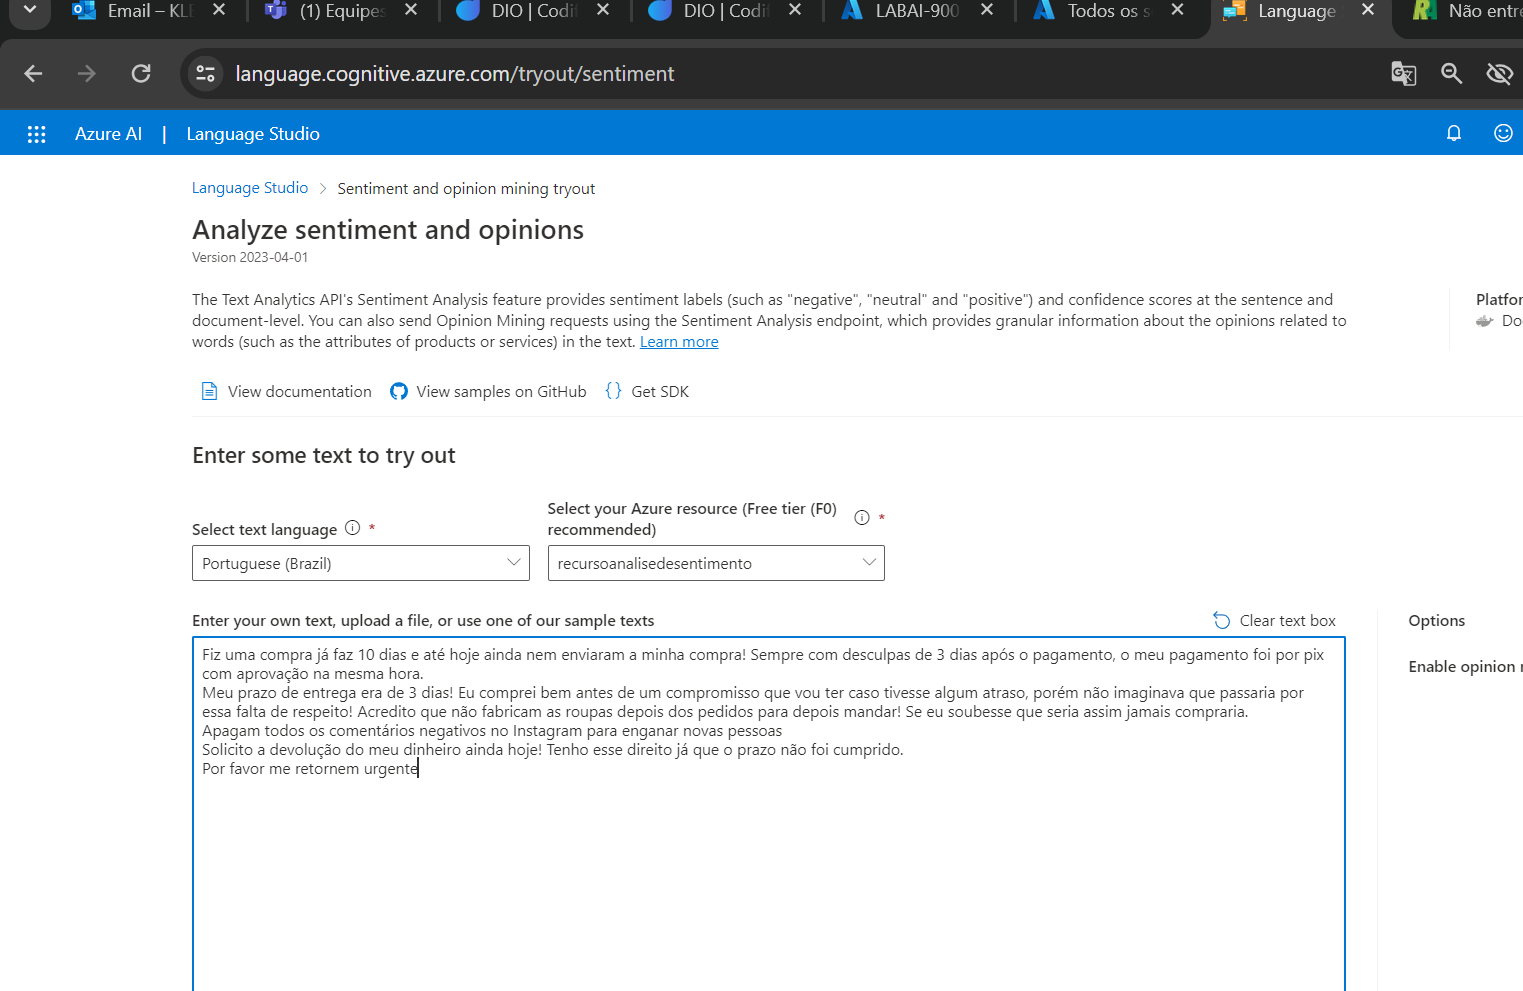 Email – KLE
(1) Equipes
DIO | Codif
DIO | Codif
LABAI-900
Todos os s
Language
Não entre
language.cognitive.azure.com/tryout/sentiment
Azure AI | Language Studio
Language Studio > Sentiment and opinion mining tryout
Analyze sentiment and opinions
Version 2023-04-01
The Text Analytics API's Sentiment Analysis feature provides sentiment labels (such as "negative", "neutral" and "positive") and confidence scores at the sentence and
document-level. You can also send Opinion Mining requests using the Sentiment Analysis endpoint, which provides granular information about the opinions related to
words (such as the attributes of products or services) in the text. Learn more
Platfor
Do
View documentation
View samples on GitHub
Get SDK
Enter some text to try out
Select text language *
Select your Azure resource (Free tier (F0)
recommended) *
Portuguese (Brazil)
recursoanalisedesentimento
Enter your own text, upload a file, or use one of our sample texts
Clear text box
Options
Enable opinion
Fiz uma compra já faz 10 dias e até hoje ainda nem enviaram a minha compra! Sempre com desculpas de 3 dias após o pagamento, o meu pagamento foi por pix
com aprovação na mesma hora.
Meu prazo de entrega era de 3 dias! Eu comprei bem antes de um compromisso que vou ter caso tivesse algum atraso, porém não imaginava que passaria por
essa falta de respeito! Acredito que não fabricam as roupas depois dos pedidos para depois mandar! Se eu soubesse que seria assim jamais compraria.
Apagam todos os comentários negativos no Instagram para enganar novas pessoas
Solicito a devolução do meu dinheiro ainda hoje! Tenho esse direito já que o prazo não foi cumprido.
Por favor me retornem urgente